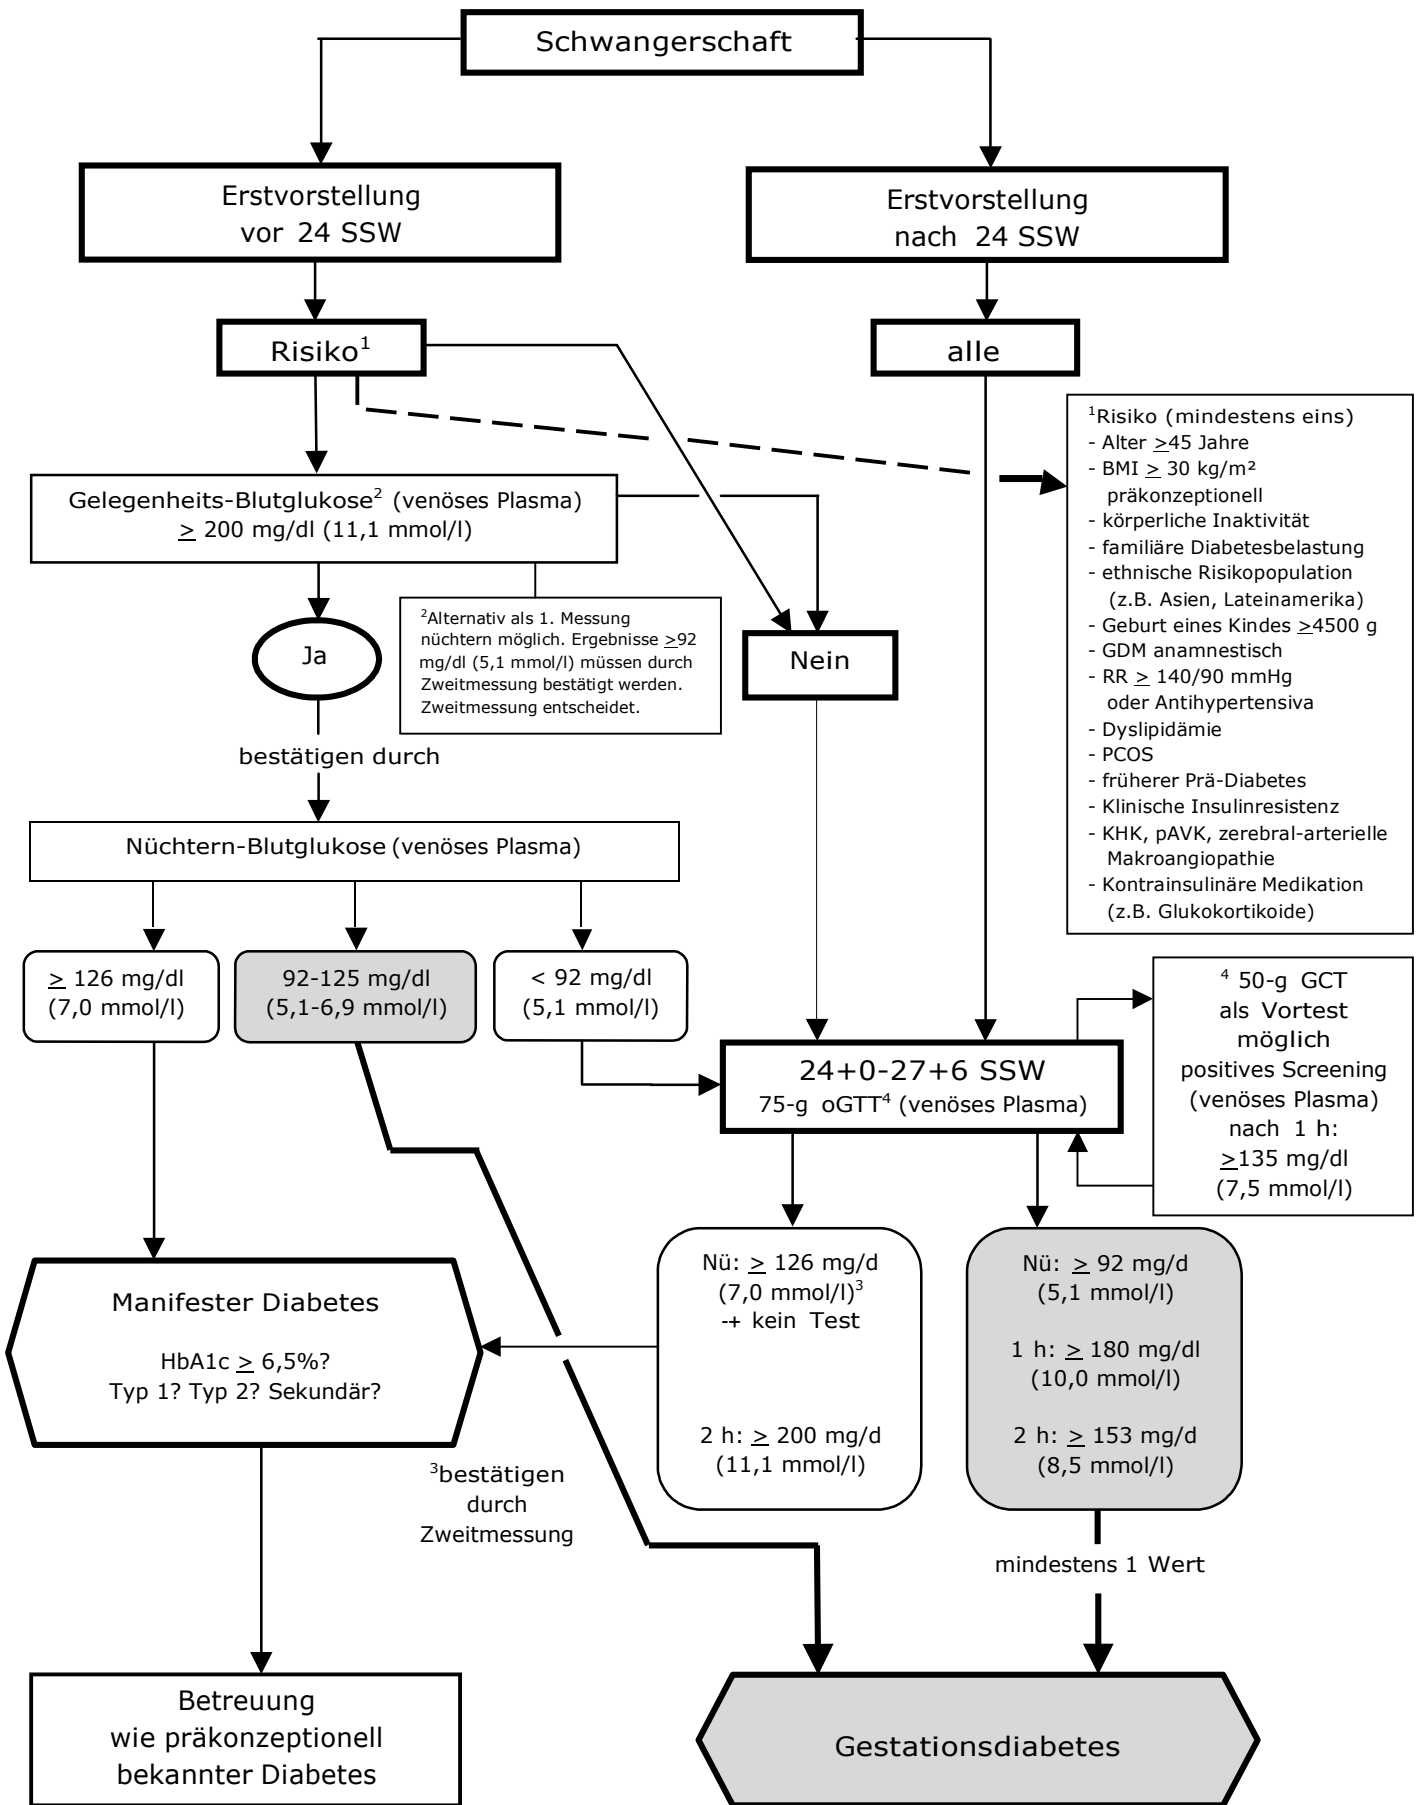 Schwangerschaft
Erstvorstellung
vor 24 SSW
Erstvorstellung
nach 24 SSW
Risiko¹
alle
¹Risiko (mindestens eins)
- Alter ≥45 Jahre
- BMI ≥ 30 kg/m²
präkonzeptionell
- körperliche Inaktivität
- familiäre Diabetesbelastung
- ethnische Risikopopulation
(z.B. Asien, Lateinamerika)
- Geburt eines Kindes ≥4500 g
- GDM anamnestisch
- RR ≥ 140/90 mmHg
oder Antihypertensiva
- Dyslipidämie
- PCOS
- früherer Prä-Diabetes
- Klinische Insulinresistenz
- KHK, pAVK, zerebral-arterielle
Makroangiopathie
- Kontrainsulinäre Medikation
(z.B. Glukokortikoide)
Gelegenheits-Blutglukose² (venöses Plasma)
≥ 200 mg/dl (11,1 mmol/l)
²Alternativ als 1. Messung
nüchtern möglich. Ergebnisse ≥92
mg/dl (5,1 mmol/l) müssen durch
Zweitmessung bestätigt werden.
Zweitmessung entscheidet.
Ja
Nein
bestätigen durch
Nüchtern-Blutglukose (venöses Plasma)
≥ 126 mg/dl
(7,0 mmol/l)
92-125 mg/dl
(5,1-6,9 mmol/l)
< 92 mg/dl
(5,1 mmol/l)
⁴ 50-g GCT
als Vortest
möglich
positives Screening
(venöses Plasma)
nach 1 h:
≥135 mg/dl
(7,5 mmol/l)
24+0-27+6 SSW
75-g oGTT⁴ (venöses Plasma)
Nü: ≥ 126 mg/d
(7,0 mmol/l)³
-+ kein Test
2 h: ≥ 200 mg/d
(11,1 mmol/l)
Nü: ≥ 92 mg/d
(5,1 mmol/l)
1 h: ≥ 180 mg/dl
(10,0 mmol/l)
2 h: ≥ 153 mg/d
(8,5 mmol/l)
Manifester Diabetes
HbA1c ≥ 6,5%?
Typ 1? Typ 2? Sekundär?
³bestätigen
durch
Zweitmessung
mindestens 1 Wert
Betreuung
wie präkonzeptionell
bekannter Diabetes
Gestationsdiabetes